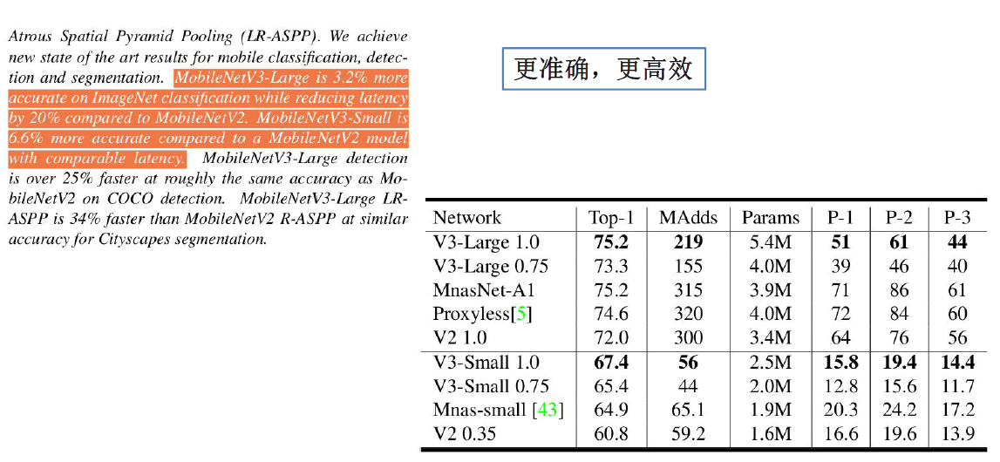 Atrous Spatial Pyramid Pooling (LR-ASPP). We achieve
new state of the art results for mobile classification, detec-
tion and segmentation. MobileNetV3-Large is 3.2% more
accurate on ImageNet classification while reducing latency
by 20% compared to MobileNetV2. MobileNetV3-Small is
6.6% more accurate compared to a MobileNetV2 model
with comparable latency. MobileNetV3-Large detection
is over 25% faster at roughly the same accuracy as Mo-
bileNetV2 on COCO detection. MobileNetV3-Large LR-
ASPP is 34% faster than MobileNetV2 R-ASPP at similar
accuracy for Cityscapes segmentation.
更准确，更高效
Network Top-1 MAdds Params P-1 P-2 P-3
V3-Large 1.0 75.2 219 5.4M 51 61 44
V3-Large 0.75 73.3 155 4.0M 39 46 40
MnasNet-A1 75.2 315 3.9M 71 86 61
Proxyless[5] 74.6 320 4.0M 72 84 60
V2 1.0 72.0 300 3.4M 64 76 56
V3-Small 1.0 67.4 56 2.5M 15.8 19.4 14.4
V3-Small 0.75 65.4 44 2.0M 12.8 15.6 11.7
Mnas-small [43] 64.9 65.1 1.9M 20.3 24.2 17.2
V2 0.35 60.8 59.2 1.6M 16.6 19.6 13.9